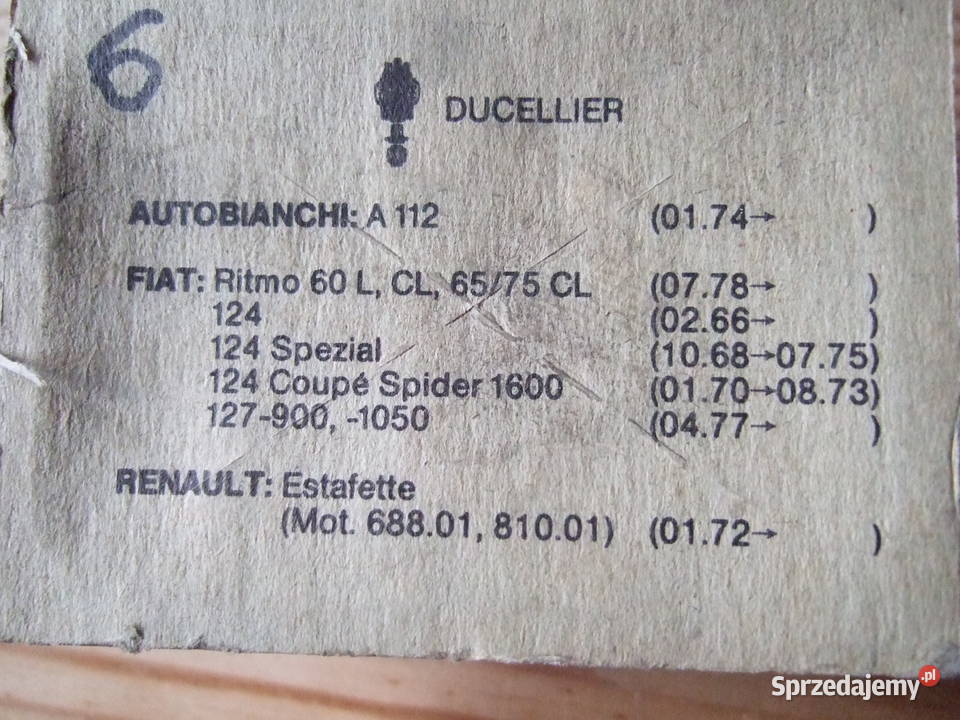 6
DUCELLIER
AUTOBIANCHI: A 112 (01.74→ )
FIAT: Ritmo 60 L, CL, 65/75 CL (07.78→ )
124 (02.66→ )
124 Spezial (10.68→07.75)
124 Coupé Spider 1600 (01.70→08.73)
127-900, -1050 (04.77→ )
RENAULT: Estafette
(Mot. 688.01, 810.01) (01.72→ )
Sprzedajemy.pl